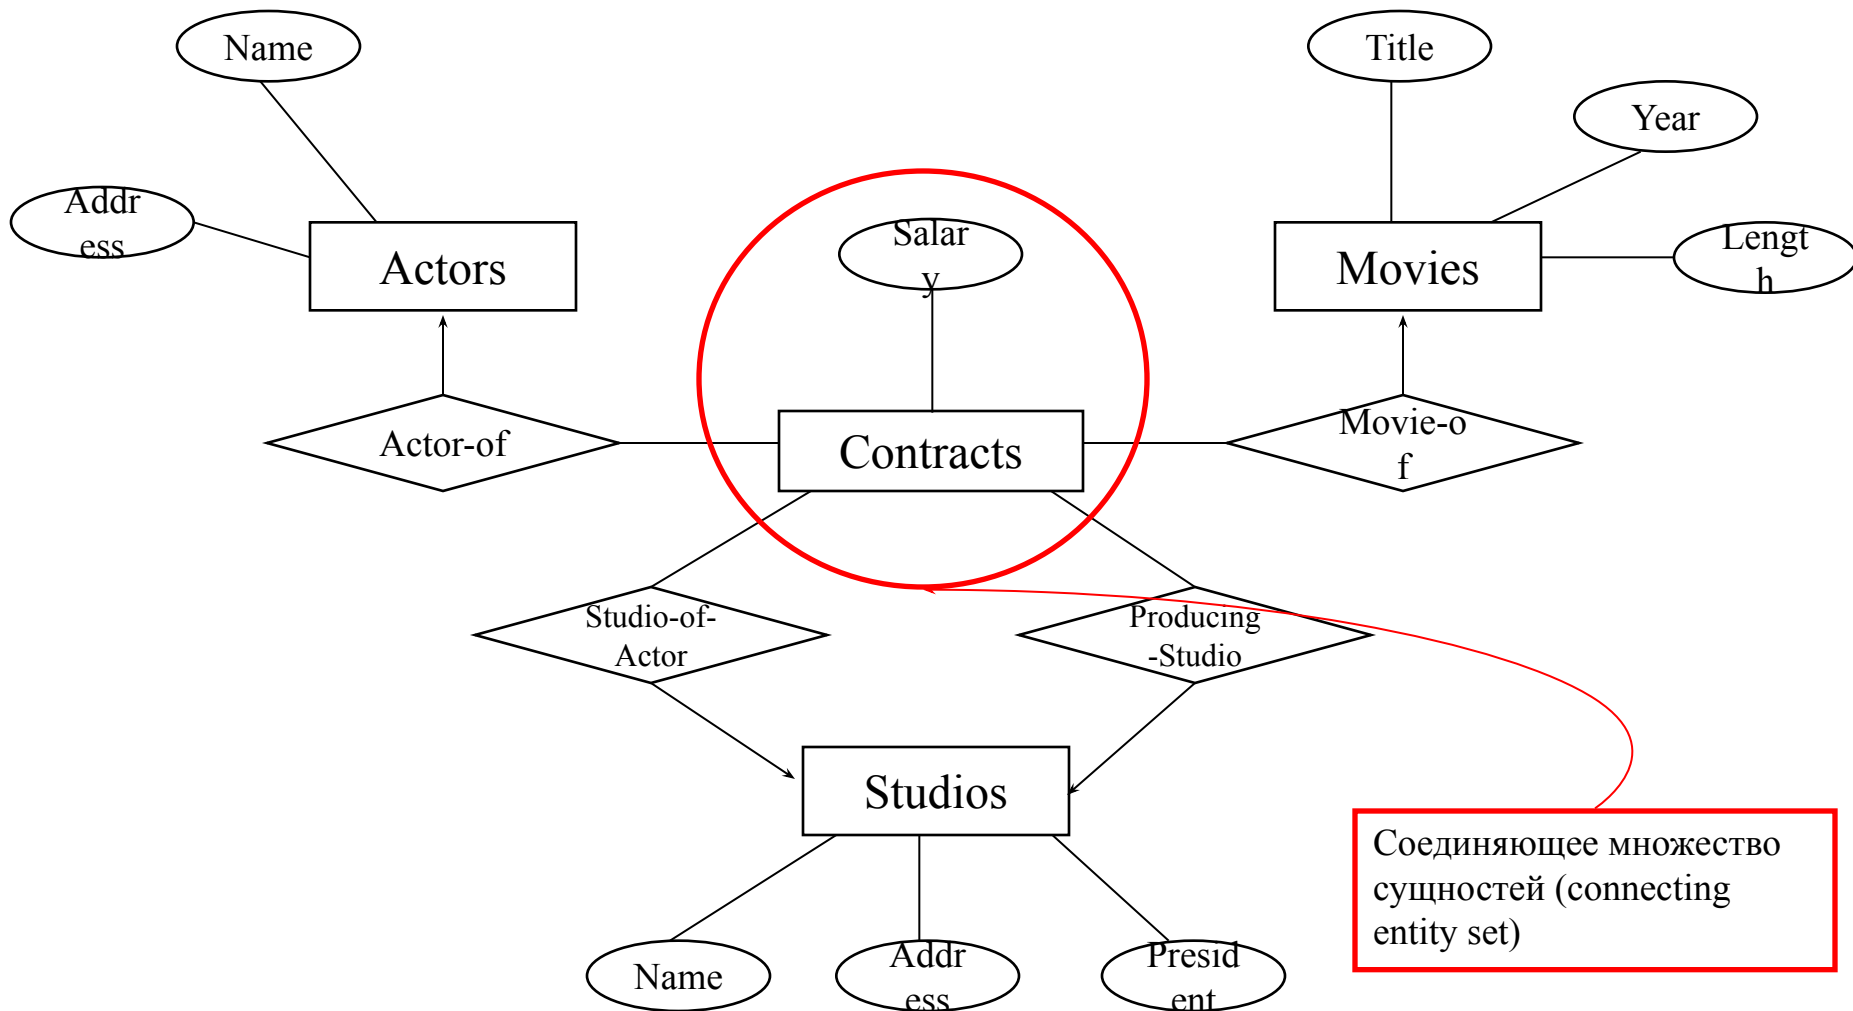 Name
Title
Year
Addr
ess
Actors
Salar
y
Movies
Lengt
h
Actor-of
Contracts
Movie-o
f
Studio-of-
Actor
Producing
-Studio
Studios
Соединяющее множество
сущностей (connecting
entity set)
Name
Addr
ess
Presid
ent